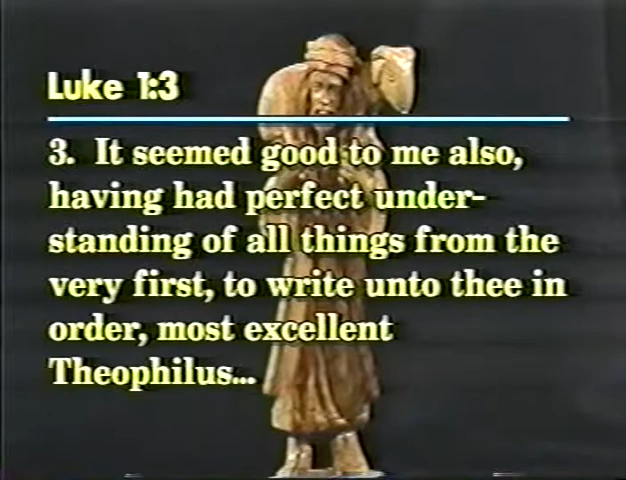 Luke 1:3
3. It seemed good to me also,
having had perfect under-
standing of all things from the
very first, to write unto thee in
order, most excellent
Theophilus...